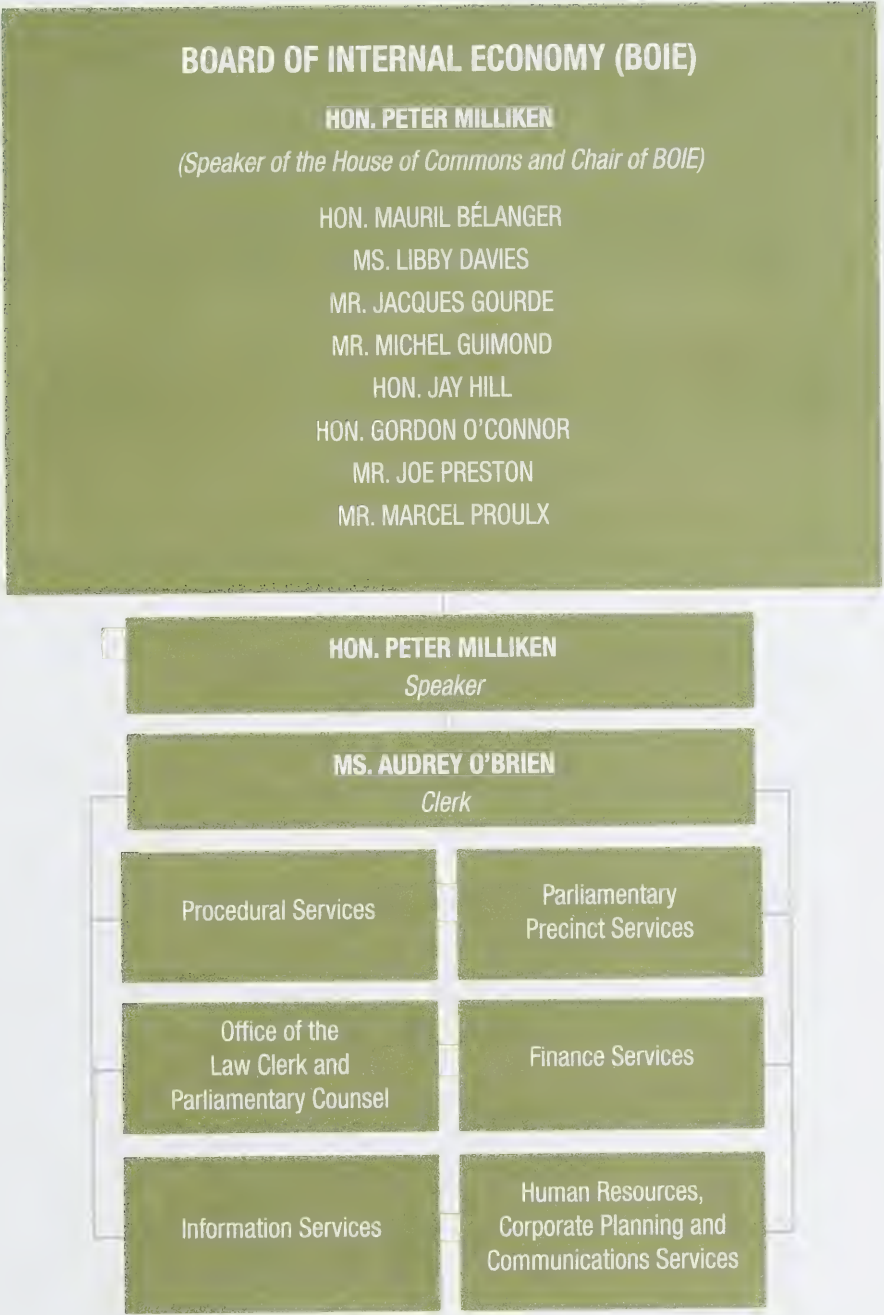 BOARD OF INTERNAL ECONOMY (BOIE)
HON. PETER MILLIKEN
(Speaker of the House of Commons and Chair of BOIE)
HON. MAURIL BÉLANGER
MS. LIBBY DAVIES
MR. JACQUES GOURDE
MR. MICHEL GUIMOND
HON. JAY HILL
HON. GORDON O'CONNOR
MR. JOE PRESTON
MR. MARCEL PROULX
HON. PETER MILLIKEN
Speaker
MS. AUDREY O'BRIEN
Clerk
Procedural Services
Parliamentary
Precinct Services
Office of the
Law Clerk and
Parliamentary Counsel
Finance Services
Information Services
Human Resources,
Corporate Planning and
Communications Services